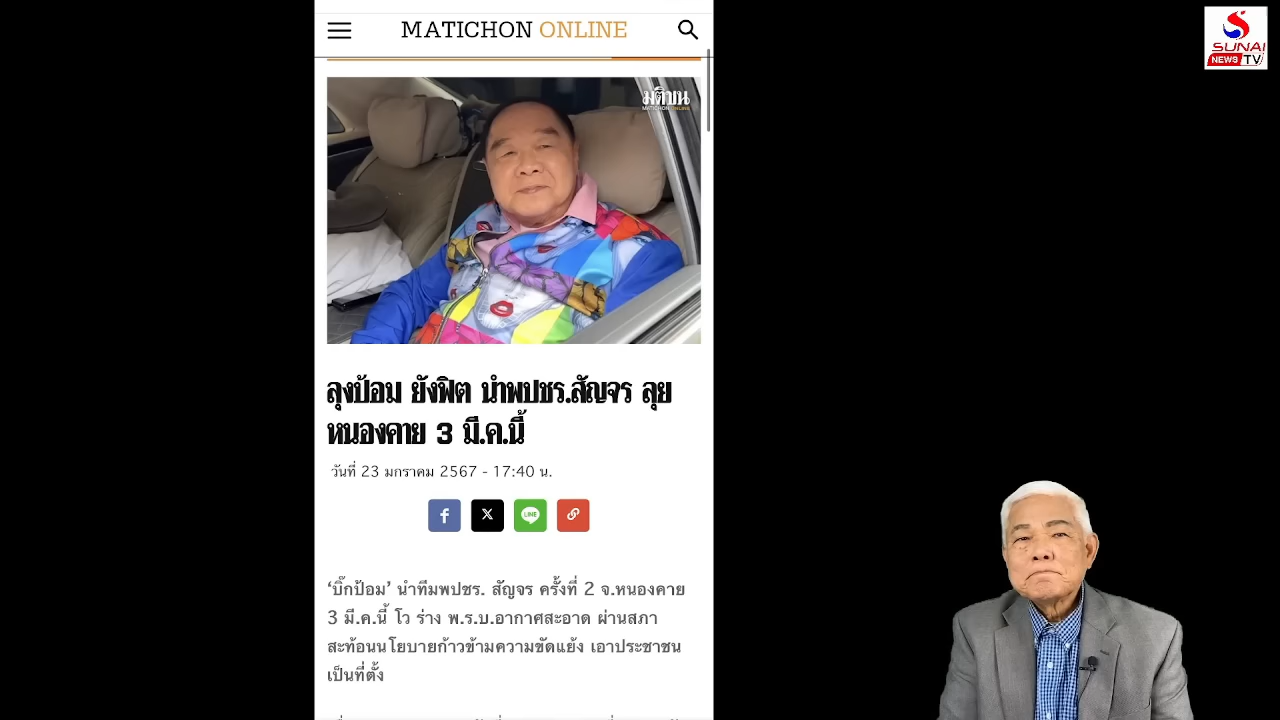 MATICHON ONLINE
SUNAI
NEWS TV
มติชน
MATICHON ONLINE
ลุงป้อม ยังฟิต นำพปชร.สัญจร ลุย
หนองคาย 3 มี.ค.นี้
วันที่ 23 มกราคม 2567 - 17:40 น.
LINE
‘บิ๊กป้อม’ นำทีมพปชร. สัญจร ครั้งที่ 2 จ.หนองคาย
3 มี.ค.นี้ โว ร่าง พ.ร.บ.อากาศสะอาด ผ่านสภา
สะท้อนนโยบายก้าวข้ามความขัดแย้ง เอาประชาชน
เป็นที่ตั้ง